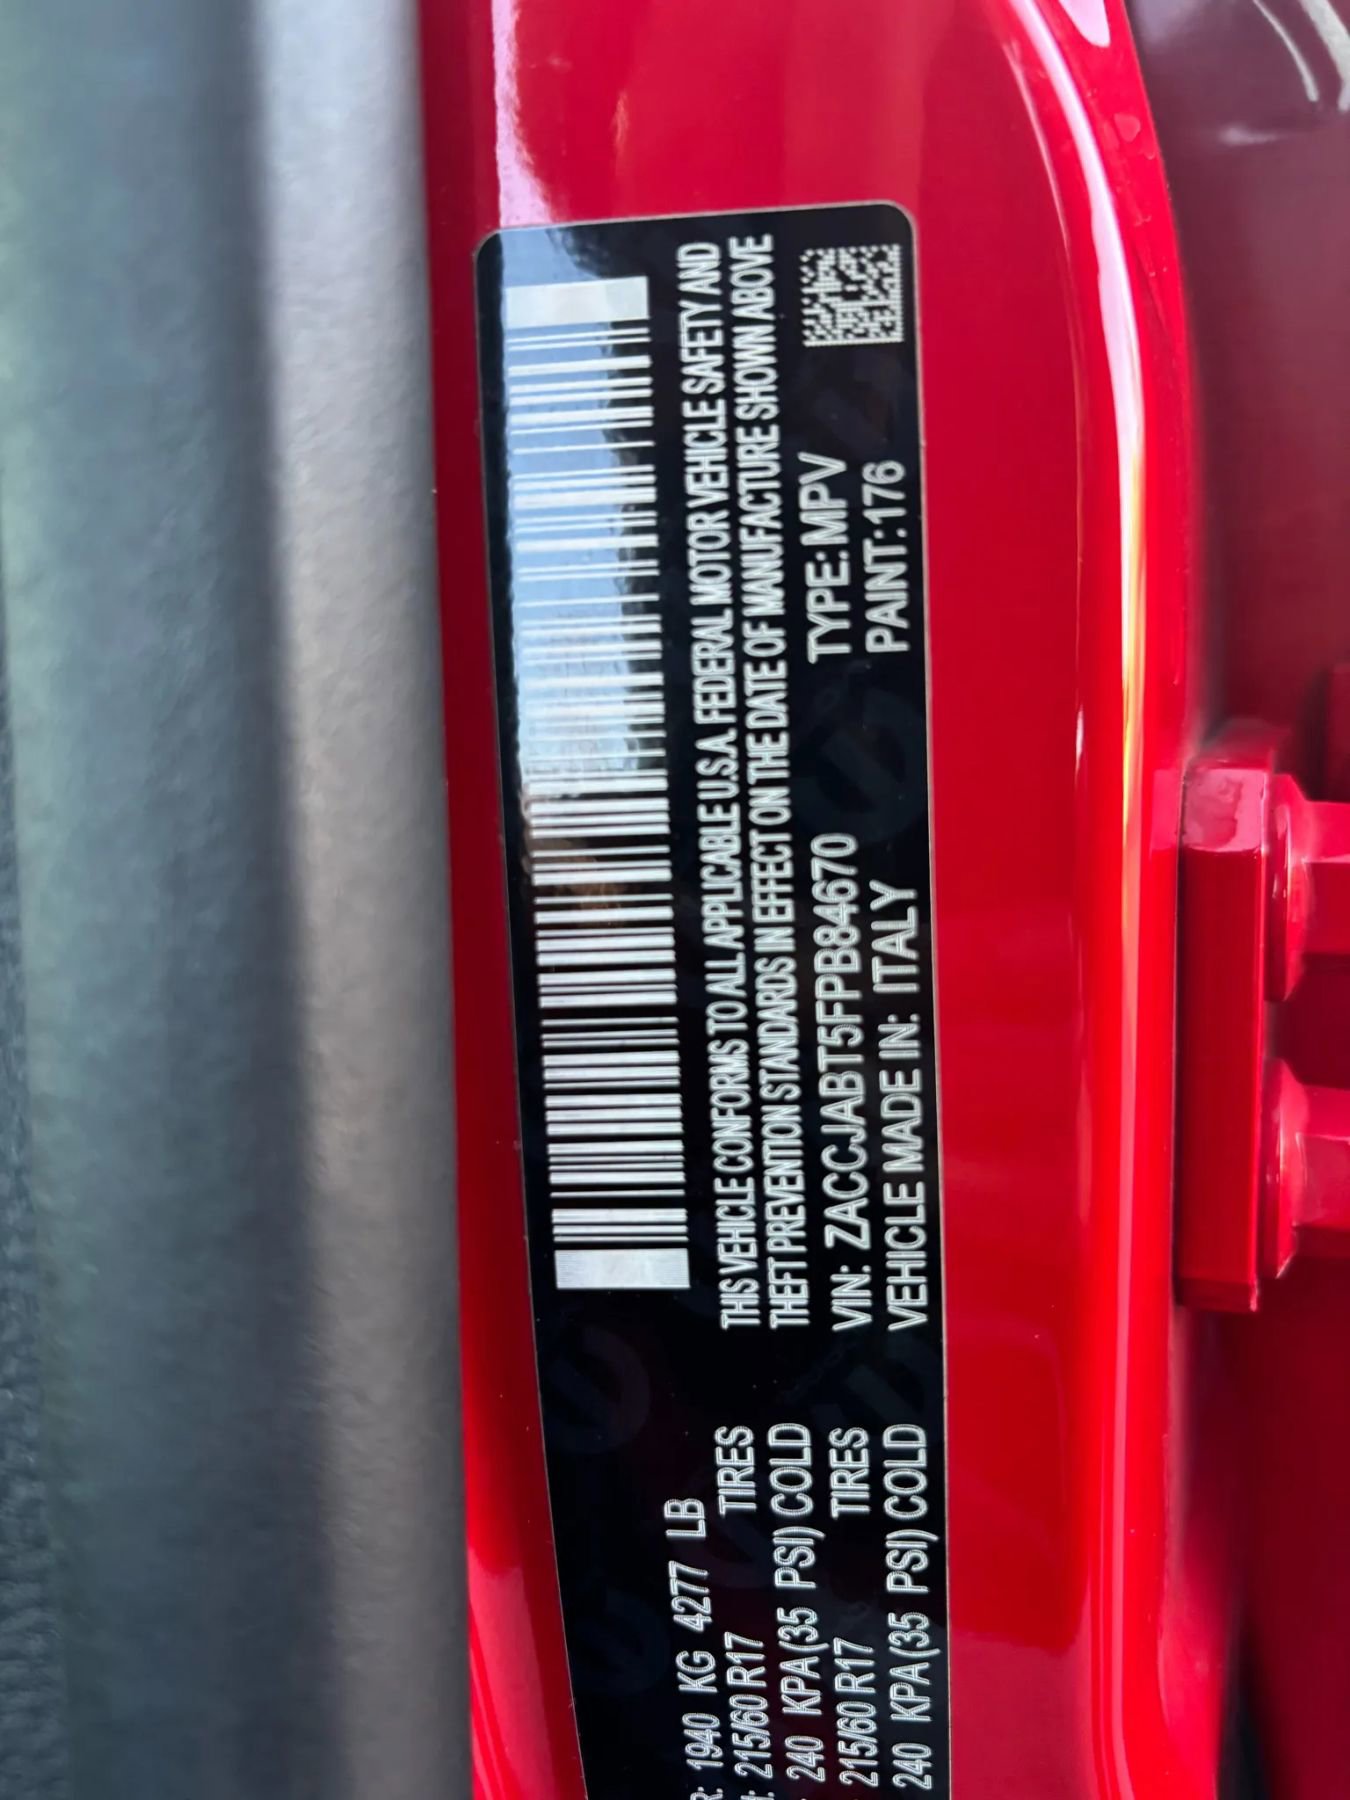 1940 KG 4277 LB
215/60 R17 TIRES
240 KPA(35 PSI) COLD
215/60 R17 TIRES
240 KPA(35 PSI) COLD
THIS VEHICLE CONFORMS TO ALL APPLICABLE U.S.A. FEDERAL MOTOR VEHICLE SAFETY AND
THEFT PREVENTION STANDARDS IN EFFECT ON THE DATE OF MANUFACTURE SHOWN ABOVE
VIN: ZACCJABT5FPB84670 TYPE: MPV
VEHICLE MADE IN: ITALY PAINT:176